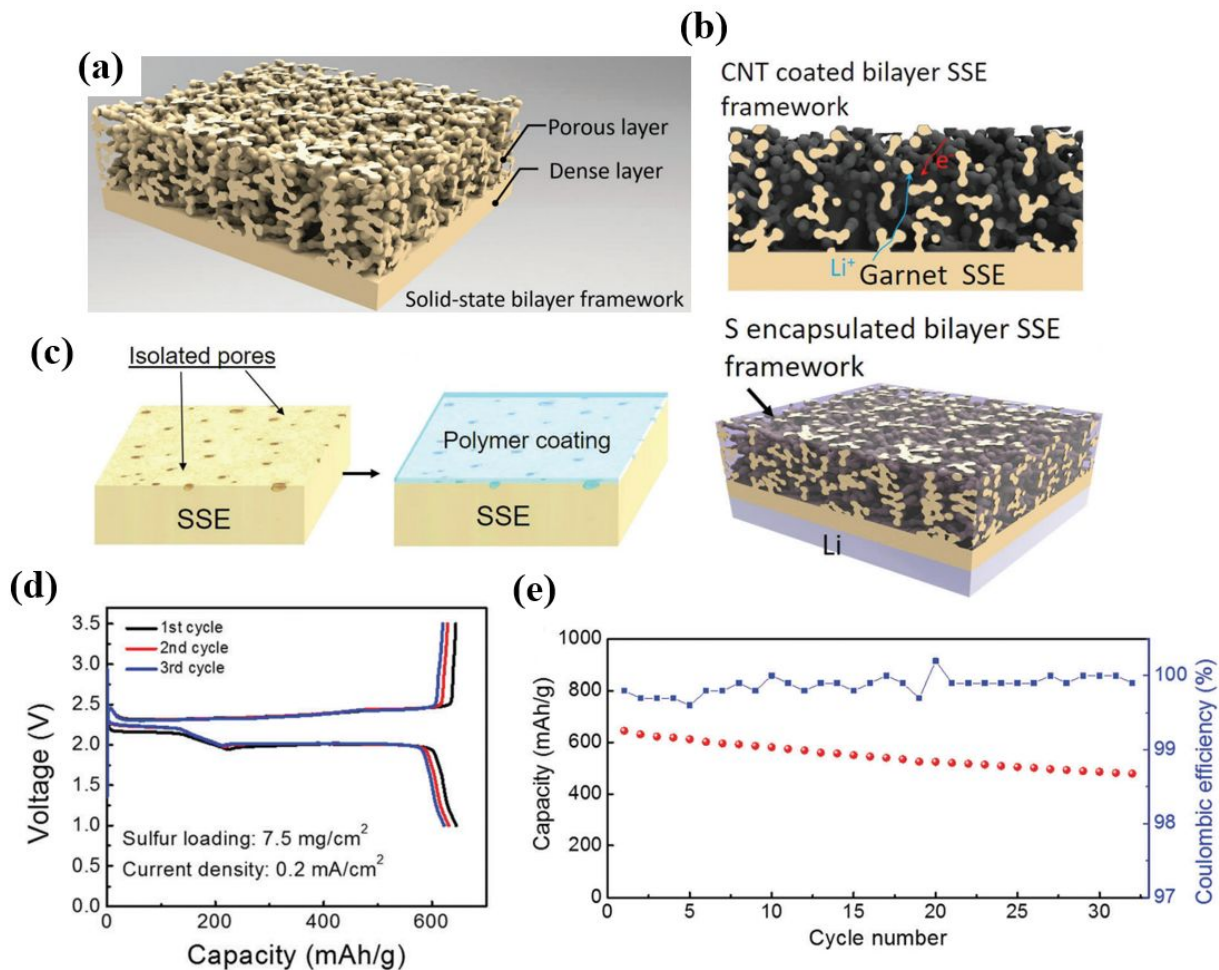 (a)
Porous layer
Dense layer
Solid-state bilayer framework
(b)
CNT coated bilayer SSE
framework
e⁻
Li⁺
Garnet SSE
S encapsulated bilayer SSE
framework
Li
(c)
Isolated pores
SSE
Polymer coating
SSE
(d)
3.5
3.0
2.5
2.0
1.5
1.0
0.5
0.0
Voltage (V)
1st cycle
2nd cycle
3rd cycle
Sulfur loading: 7.5 mg/cm²
Current density: 0.2 mA/cm²
0 200 400 600
Capacity (mAh/g)
(e)
1000
800
600
400
200
0
Capacity (mAh/g)
0 5 10 15 20 25 30
Cycle number
100
99
98
97
Coulombic efficiency (%)